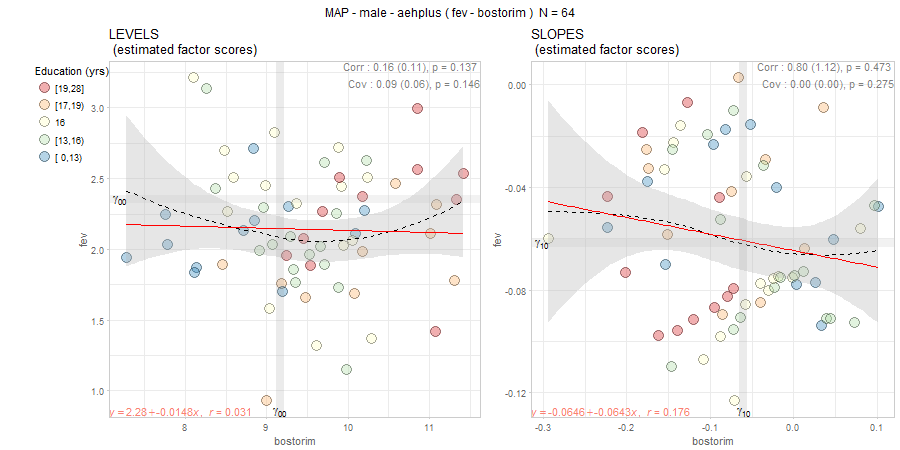 MAP - male - aehplus ( fev - bostorim ) N = 64
LEVELS
(estimated factor scores)
Education (yrs)
[19,28]
[17,19)
16
[13,16)
[ 0,13)
Corr : 0.16 (0.11), p = 0.137
Cov : 0.09 (0.06), p = 0.146
3.0
2.5
2.0
1.5
1.0
fev
γ00
γ00
y = 2.28+-0.0148x, r = 0.031
8
9
10
11
bostorim
SLOPES
(estimated factor scores)
Corr : 0.80 (1.12), p = 0.473
Cov : 0.00 (0.00), p = 0.275
0.00
-0.04
-0.08
-0.12
fev
γ10
γ10
y = -0.0646+-0.0643x, r = 0.176
-0.3
-0.2
-0.1
0.0
0.1
bostorim